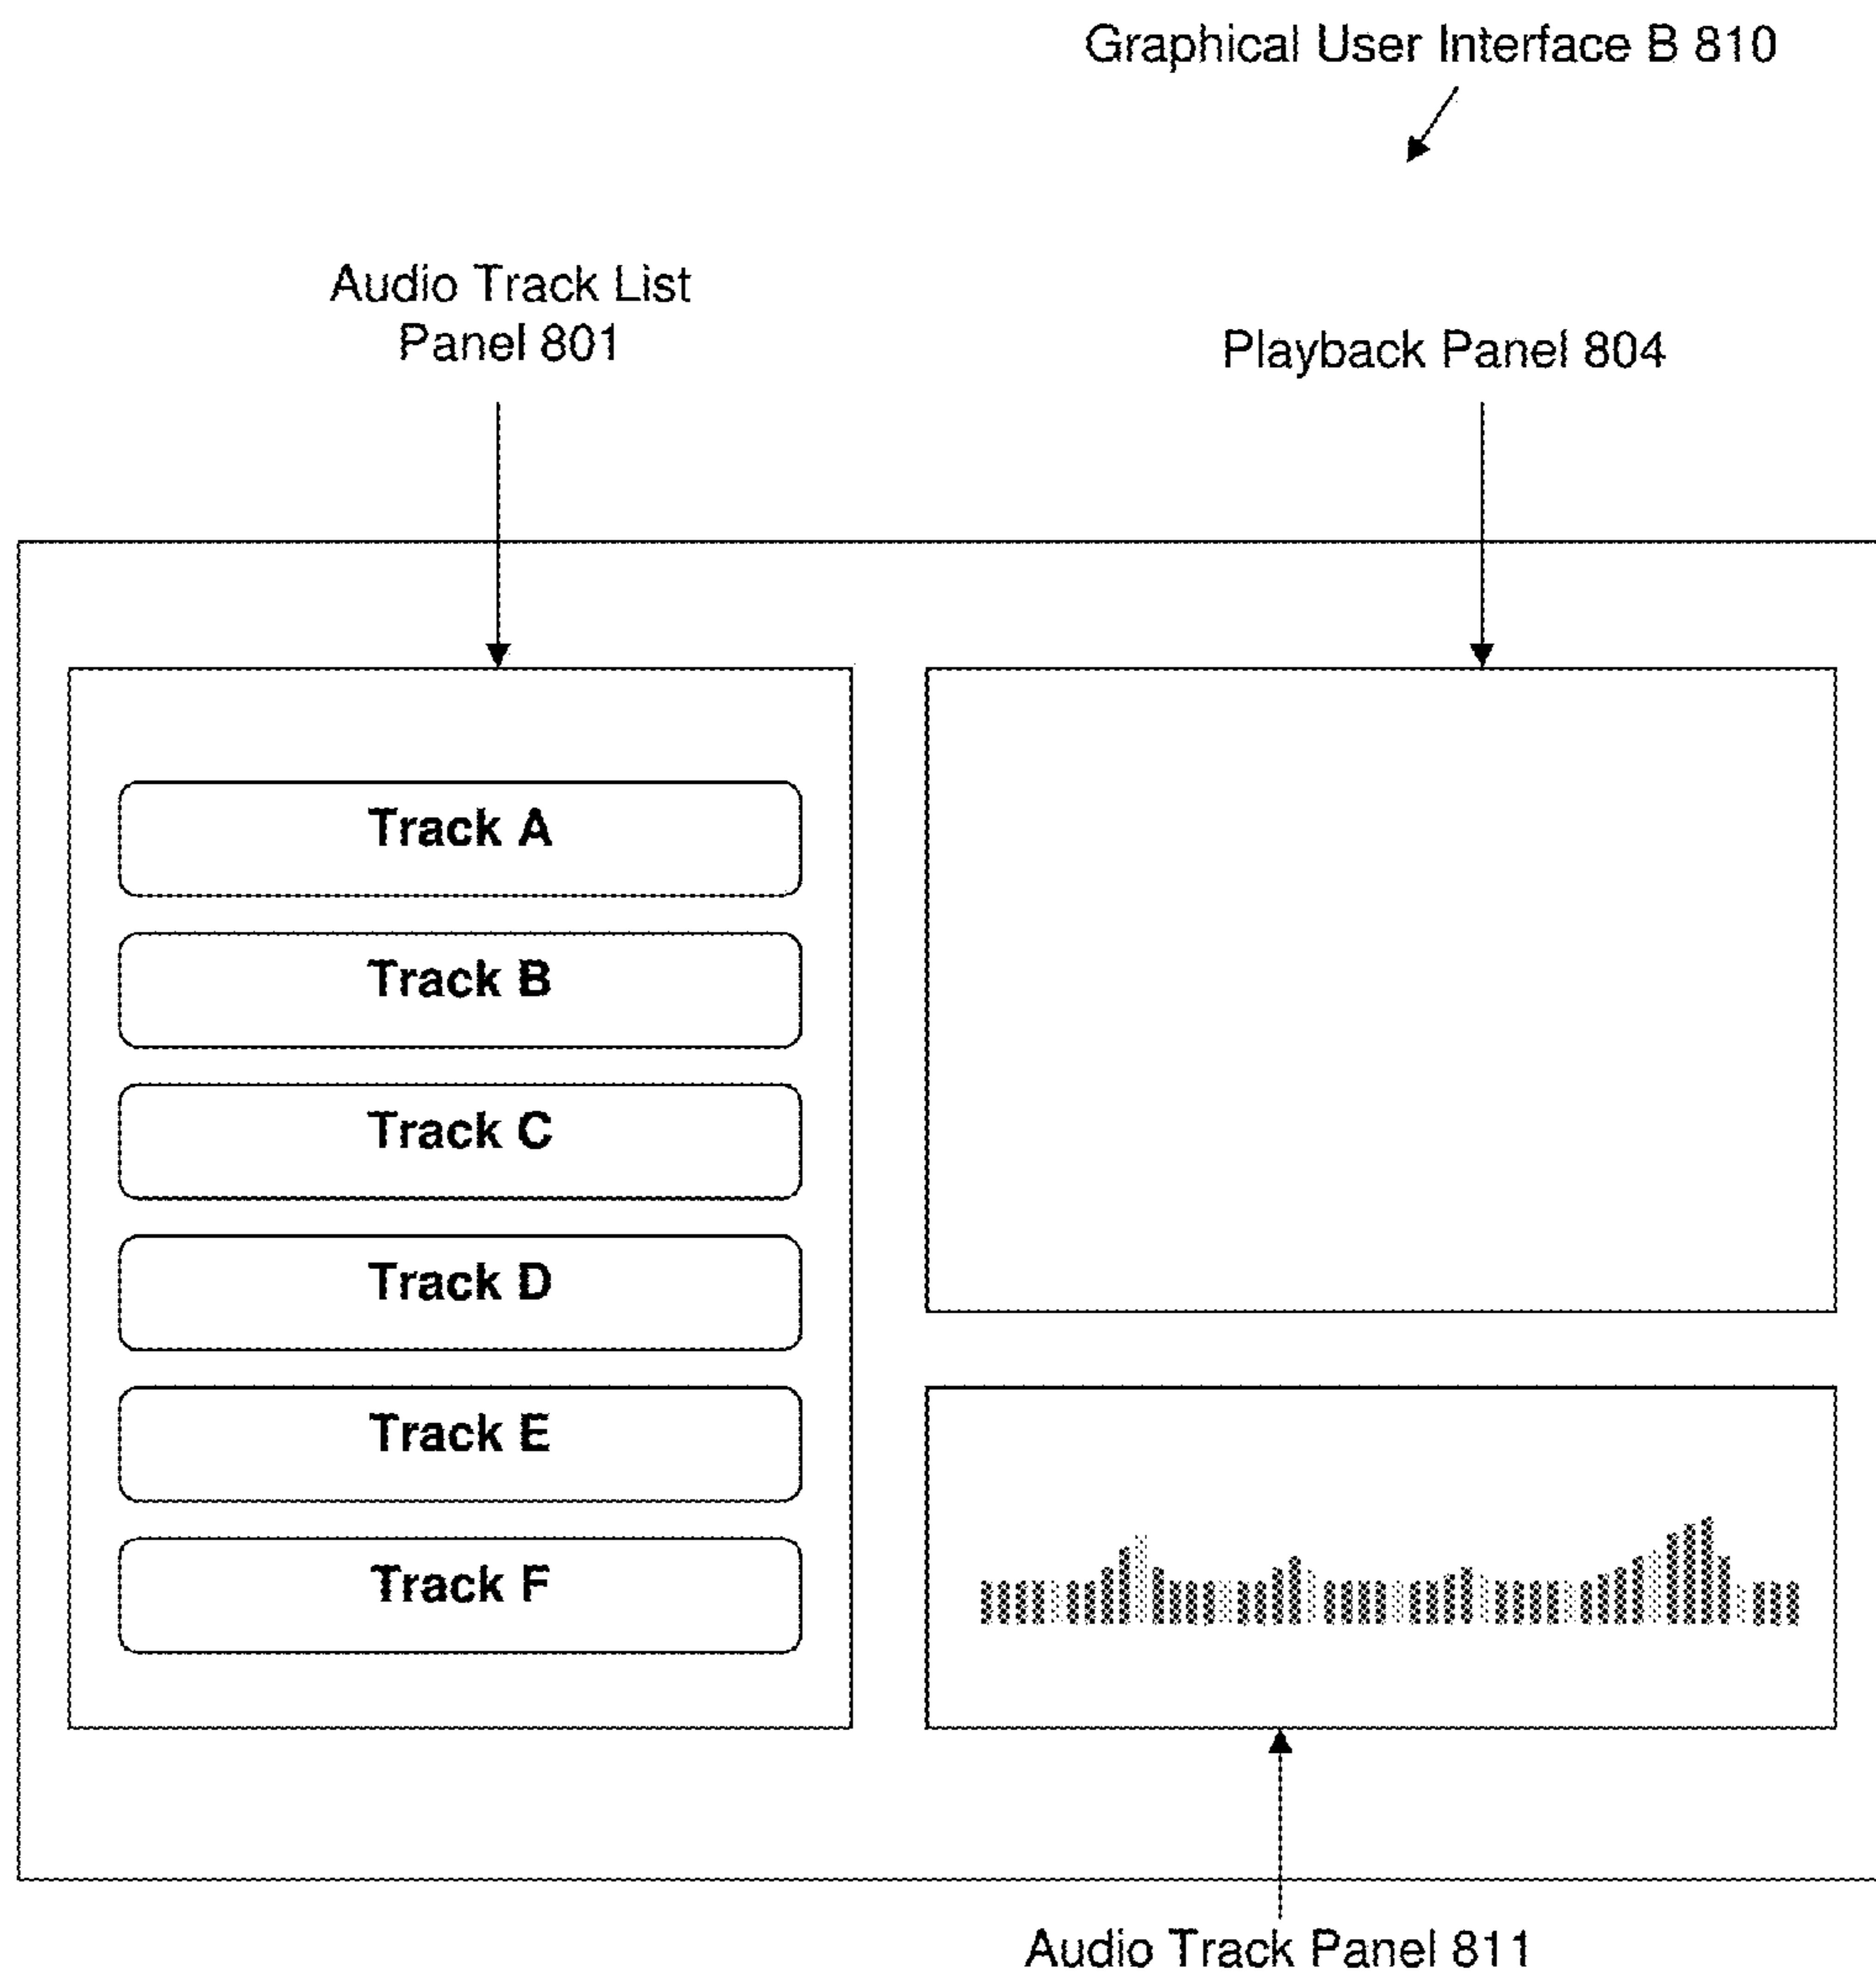 Graphical User Interface B 810
Audio Track List
Panel 801
Playback Panel 804
Track A
Track B
Track C
Track D
Track E
Track F
Audio Track Panel 811